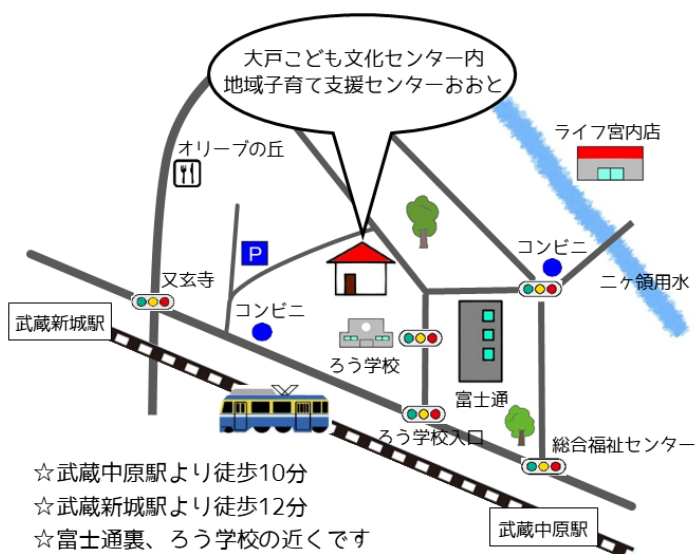 大戸こども文化センター内
地域子育て支援センターおおと
ライフ宮内店
オリーブの丘
P
コンビニ
二ヶ領用水
又玄寺
コンビニ
武蔵新城駅
ろう学校
富士通
ろう学校入口
総合福祉センター
☆武蔵中原駅より徒歩10分
☆武蔵新城駅より徒歩12分
☆富士通裏、ろう学校の近くです
武蔵中原駅